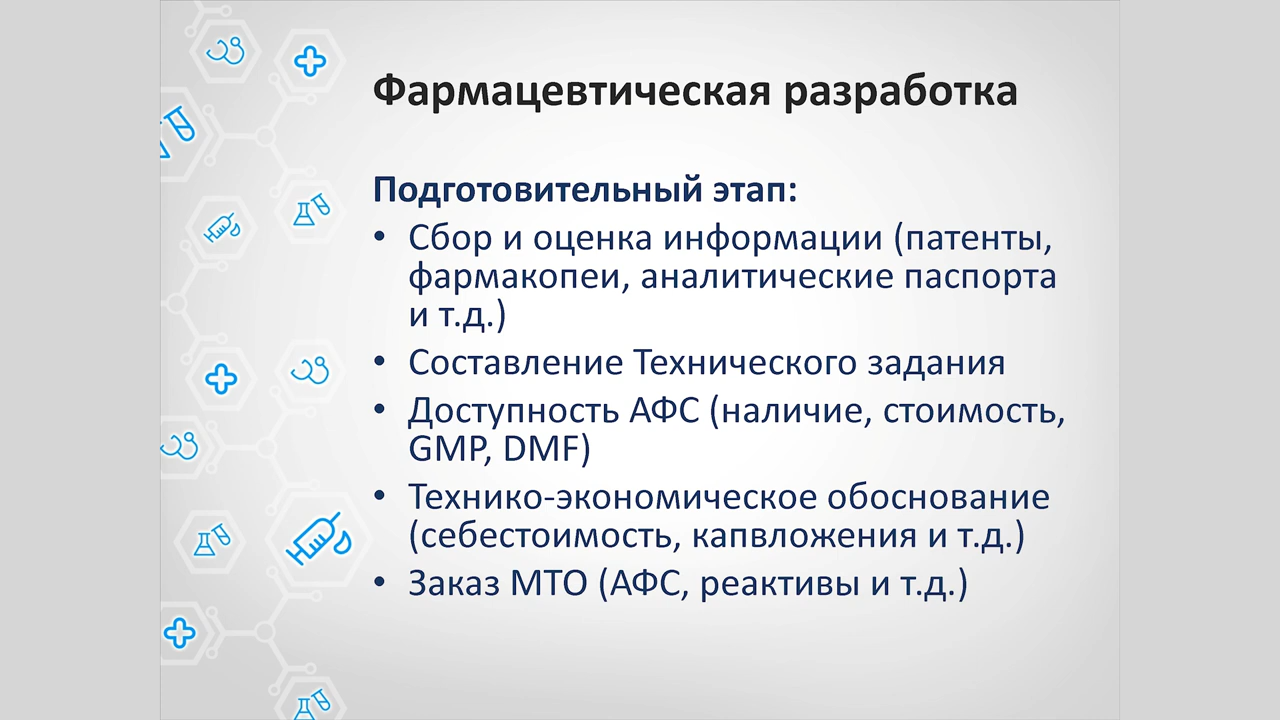 Фармацевтическая разработка
Подготовительный этап:
• Сбор и оценка информации (патенты,
фармакопеи, аналитические паспорта
и т.д.)
• Составление Технического задания
• Доступность АФС (наличие, стоимость,
GMP, DMF)
• Технико-экономическое обоснование
(себестоимость, капвложения и т.д.)
• Заказ МТО (АФС, реактивы и т.д.)